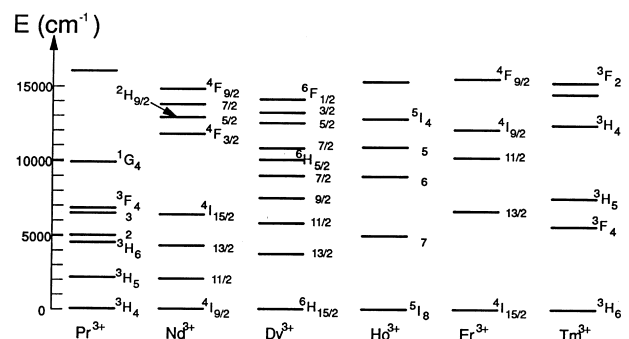 E (cm⁻¹)
15000
10000
5000
0
¹G₄
³F₄
3
2
³H₆
³H₅
³H₄
Pr³⁺
⁴F₉/₂
²H₉/₂
7/2
5/2
⁴F₃/₂
⁴I₁₅/₂
13/2
11/2
⁴I₉/₂
Nd³⁺
⁶F₁/₂
3/2
5/2
7/2
⁶H₅/₂
7/2
9/2
11/2
13/2
⁶H₁₅/₂
Dy³⁺
⁵I₄
5
6
7
⁵I₈
Ho³⁺
⁴F₉/₂
⁴I₉/₂
11/2
13/2
⁴I₁₅/₂
Er³⁺
³F₂
³H₄
³H₅
³F₄
³H₆
Tm³⁺